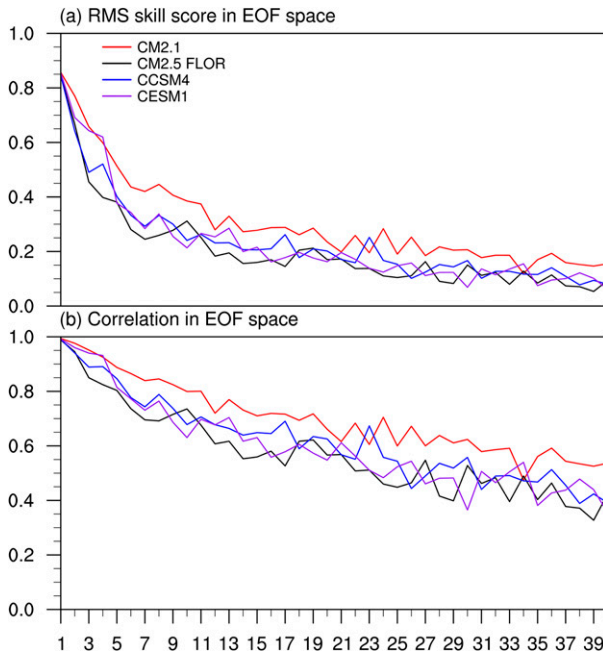 (a) RMS skill score in EOF space
1.0
0.8
0.6
0.4
0.2
0.0
CM2.1
CM2.5 FLOR
CCSM4
CESM1
(b) Correlation in EOF space
1.0
0.8
0.6
0.4
0.2
0.0
1 3 5 7 9 11 13 15 17 19 21 23 25 27 29 31 33 35 37 39